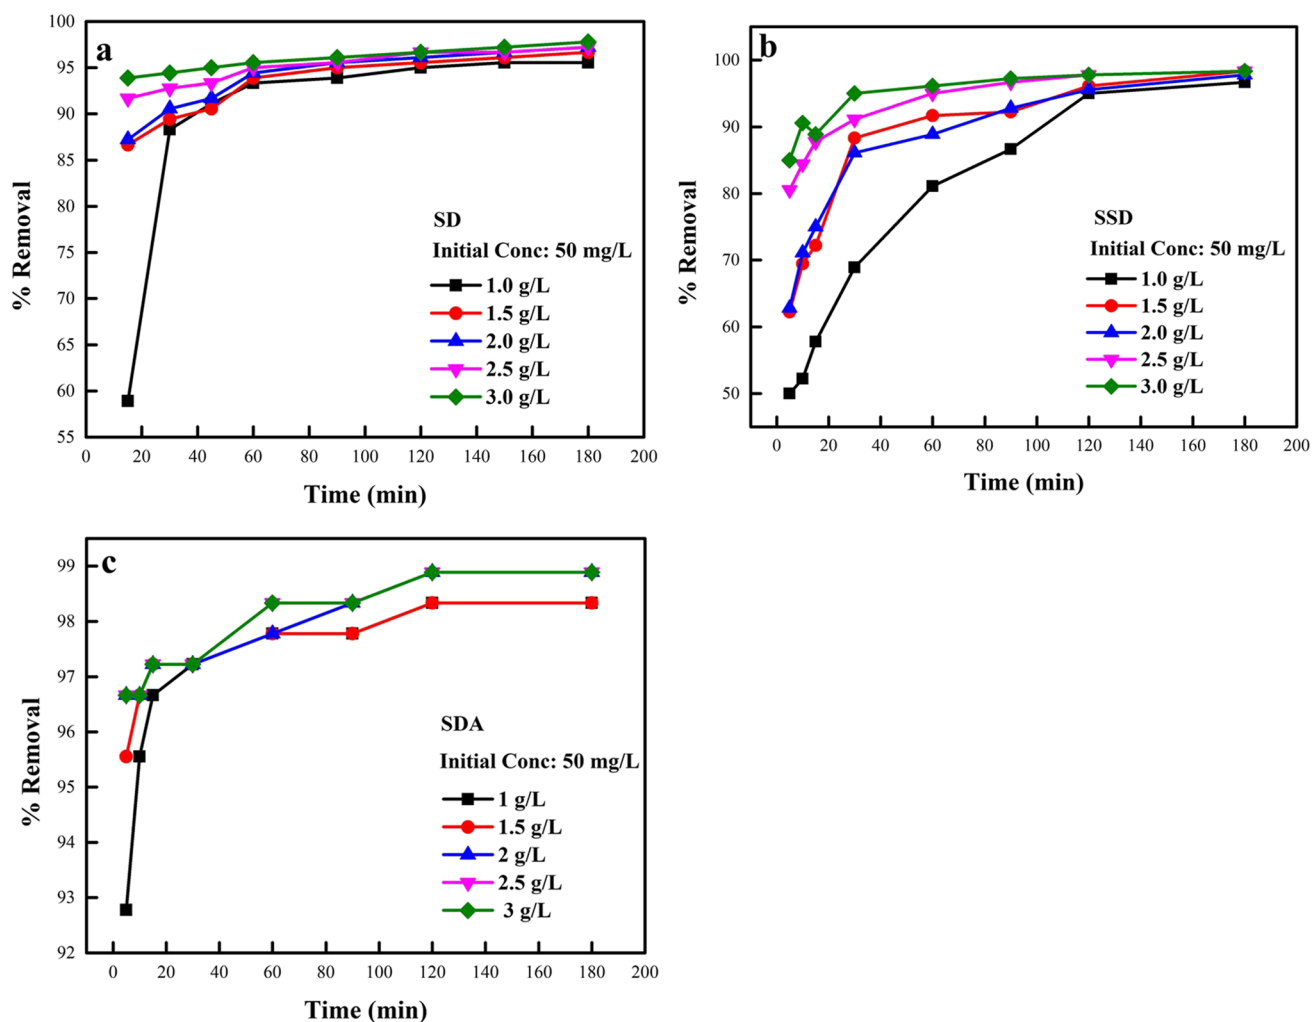 a
100
95
90
85
80
75
70
65
60
55
% Removal
SD
Initial Conc: 50 mg/L
1.0 g/L
1.5 g/L
2.0 g/L
2.5 g/L
3.0 g/L
0 20 40 60 80 100 120 140 160 180 200
Time (min)
b
100
90
80
70
60
50
% Removal
SSD
Initial Conc: 50 mg/L
1.0 g/L
1.5 g/L
2.0 g/L
2.5 g/L
3.0 g/L
0 20 40 60 80 100 120 140 160 180 200
Time (min)
c
99
98
97
96
95
94
93
92
% Removal
SDA
Initial Conc: 50 mg/L
1 g/L
1.5 g/L
2 g/L
2.5 g/L
3 g/L
0 20 40 60 80 100 120 140 160 180 200
Time (min)